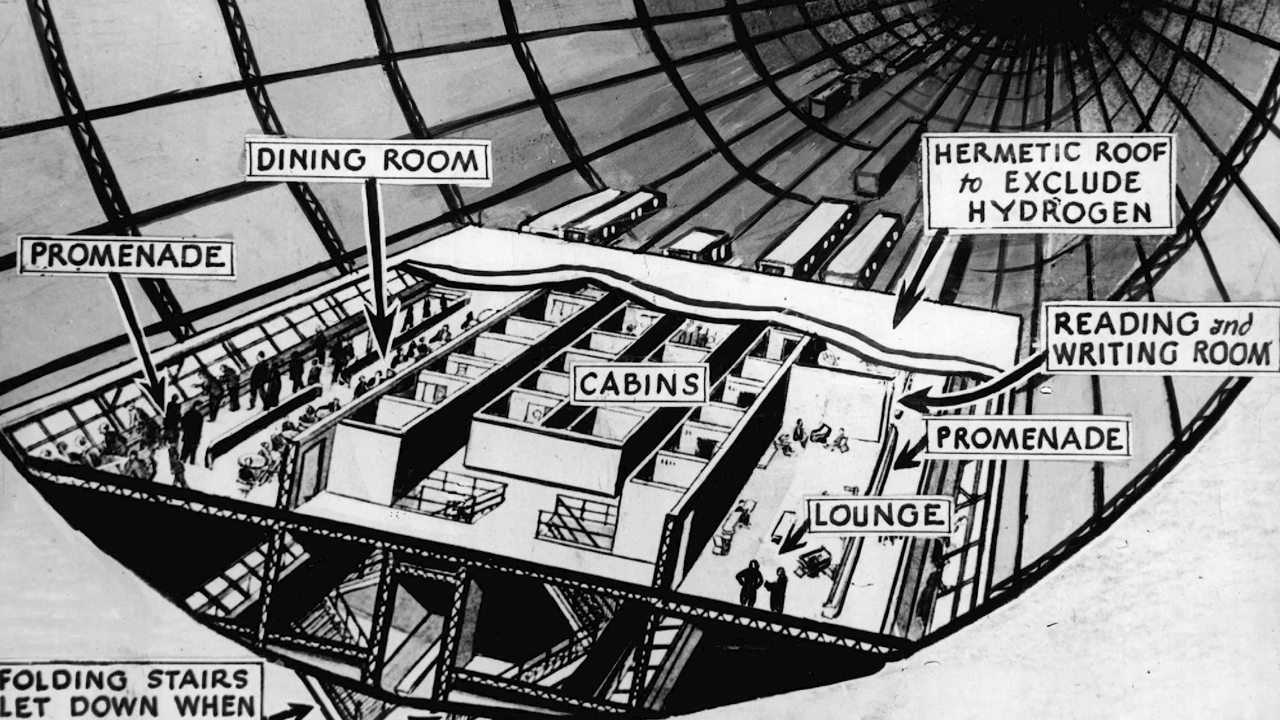 DINING ROOM
HERMETIC ROOF
to EXCLUDE
HYDROGEN
PROMENADE
READING and
WRITING ROOM
CABINS
PROMENADE
LOUNGE
FOLDING STAIRS
LET DOWN WHEN